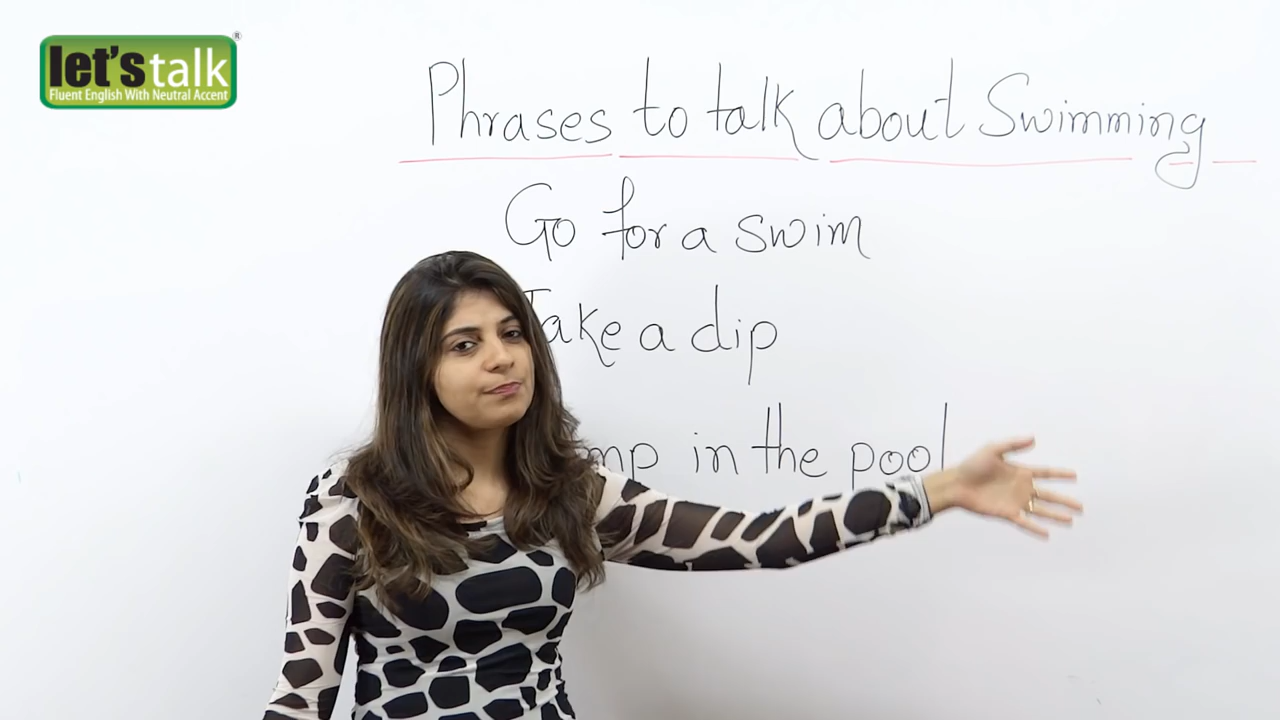 let's talk®
Fluent English With Neutral Accent
Phrases to talk about Swimming
Go for a swim
Take a dip
in the pool